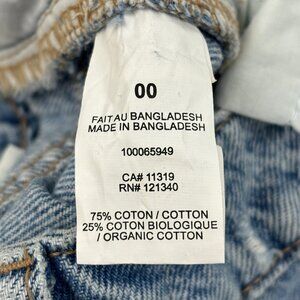 00
FAIT AU BANGLADESH
MADE IN BANGLADESH
100065949
CA# 11319
RN# 121340
75% COTON / COTTON
25% COTON BIOLOGIQUE
/ ORGANIC COTTON